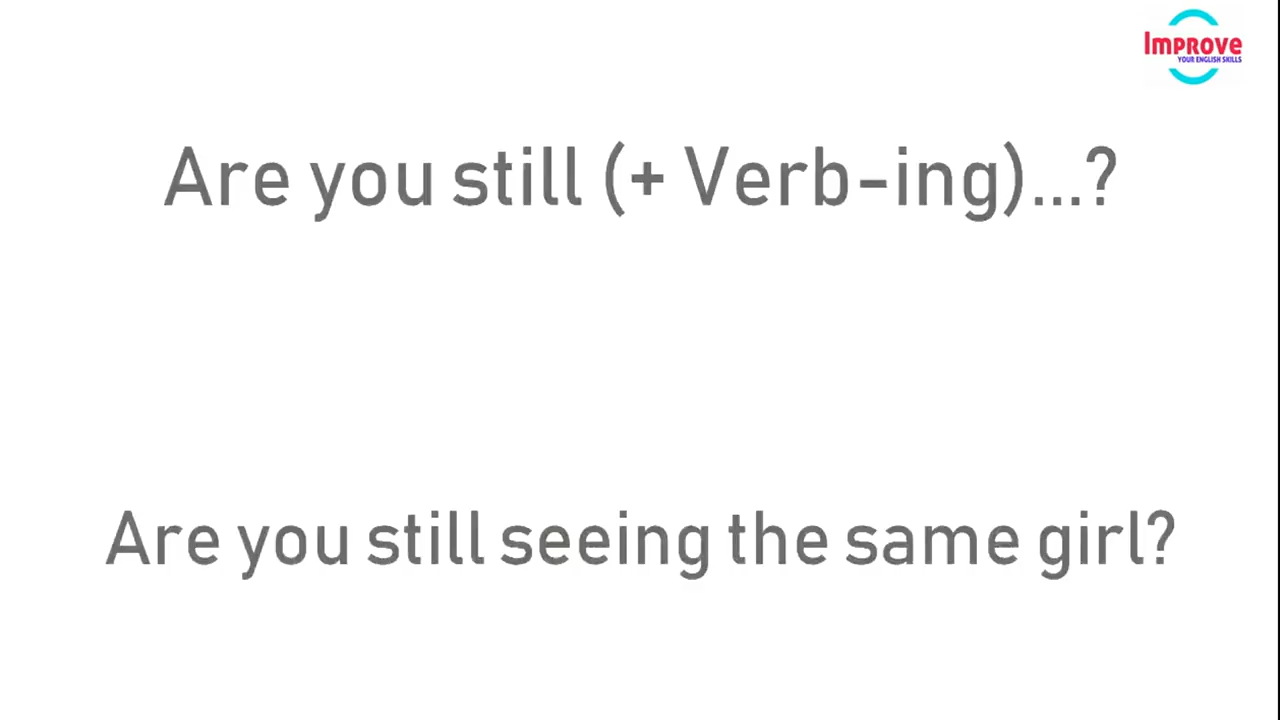 Improve
YOUR ENGLISH SKILLS
Are you still (+ Verb-ing)...?
Are you still seeing the same girl?